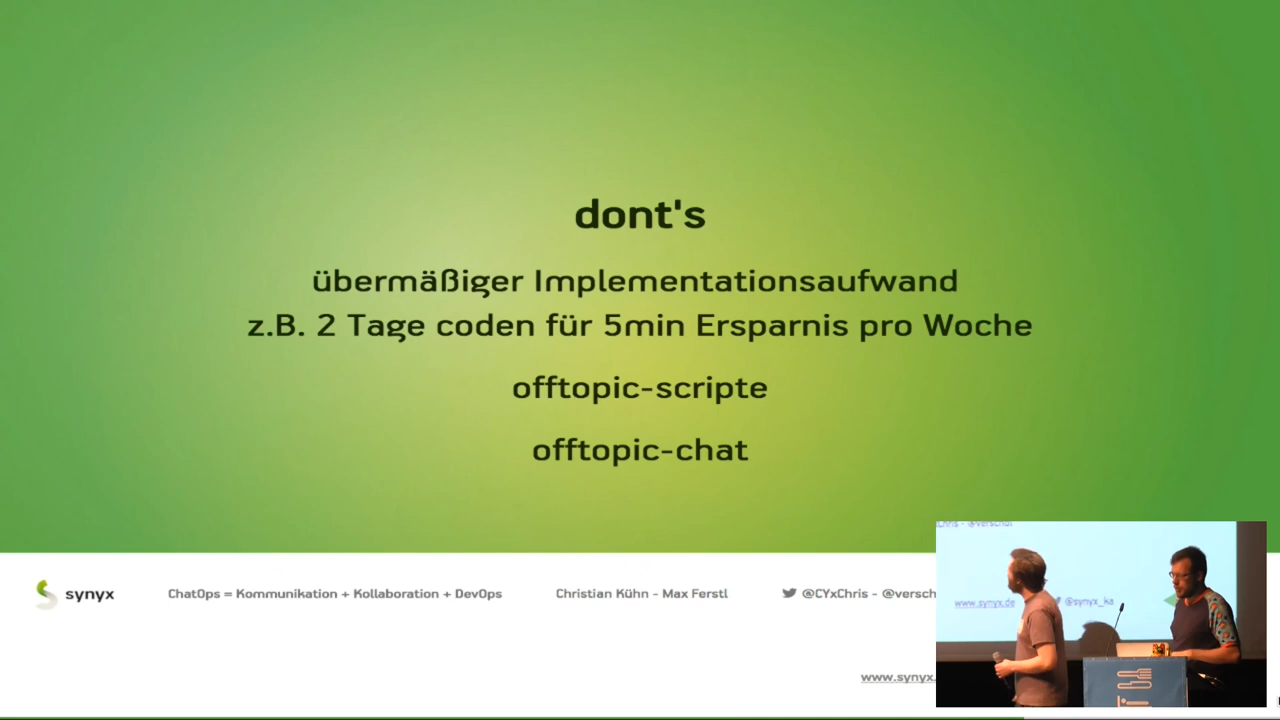 dont's
übermäßiger Implementationsaufwand
z.B. 2 Tage coden für 5min Ersparnis pro Woche
offtopic-scripte
offtopic-chat
synyx
ChatOps = Kommunikation + Kollaboration + DevOps
Christian Kühn - Max Ferstl
@CYxChris - @versch
www.synyx.
www.synyx.de
@synyx_ka